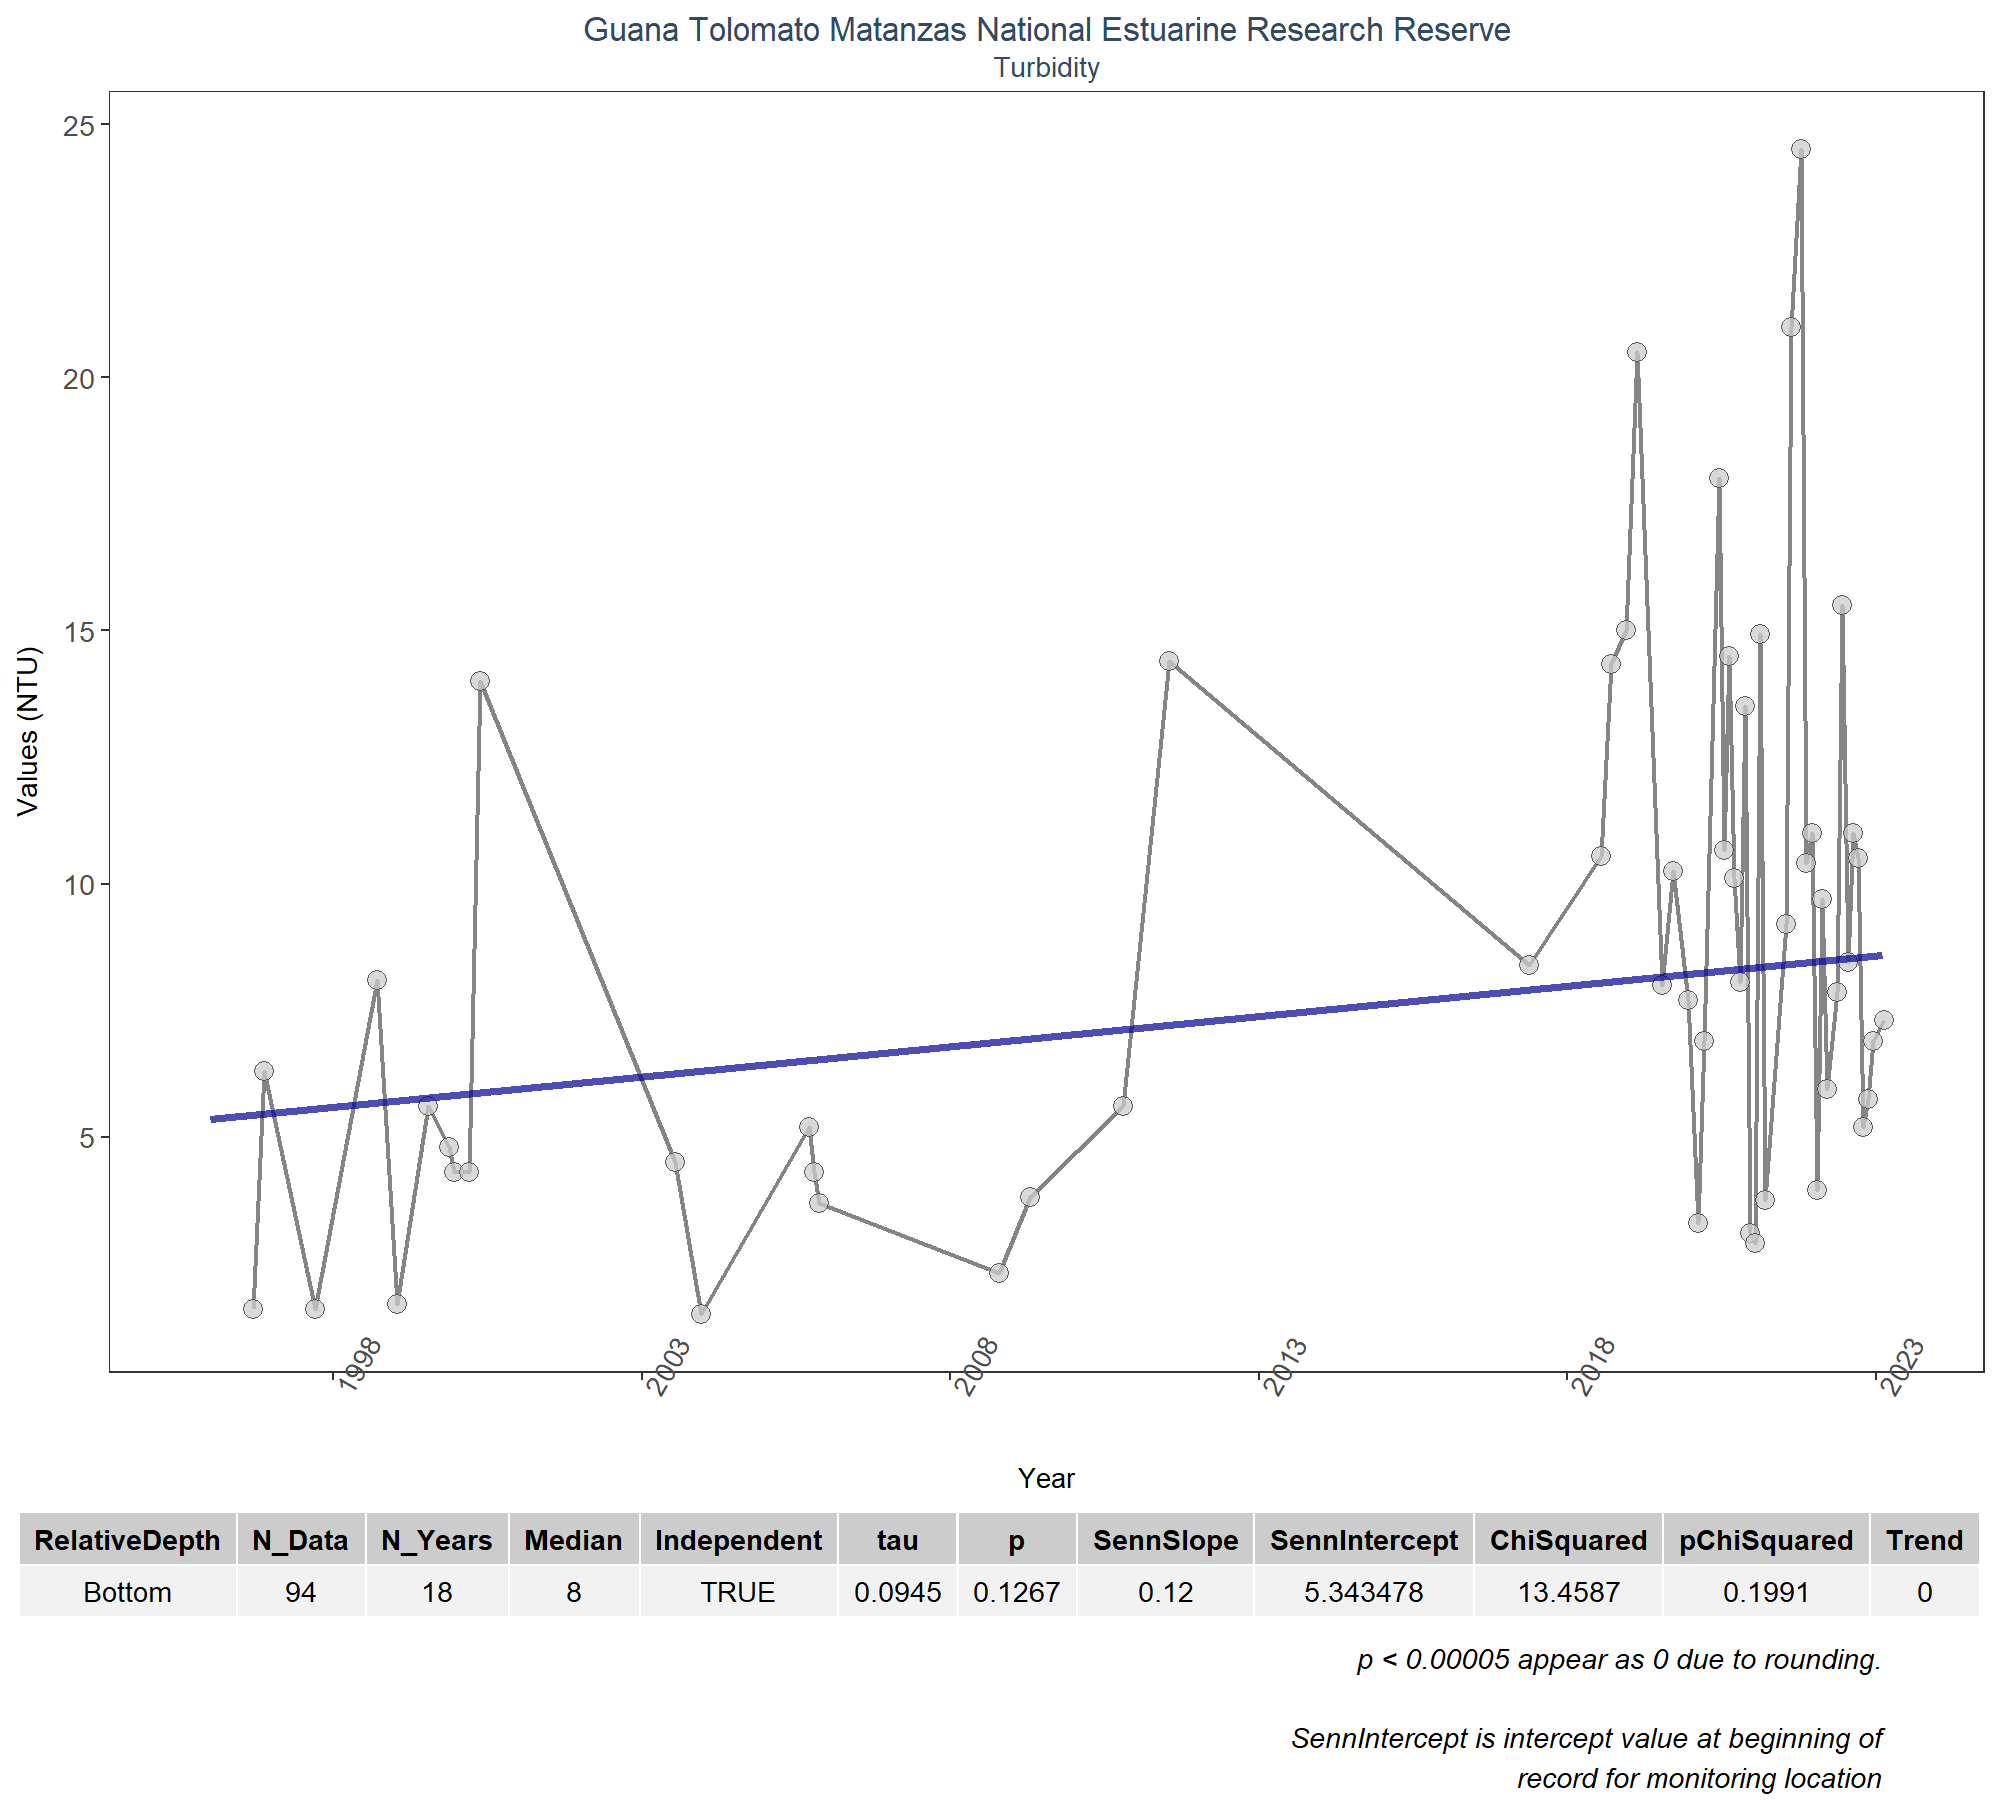 Guana Tolomato Matanzas National Estuarine Research Reserve
Turbidity
25
20
15
10
5
Values (NTU)
1998
2003
2008
2013
2018
2023
Year
RelativeDepth N_Data N_Years Median Independent tau p SennSlope SennIntercept ChiSquared pChiSquared Trend
Bottom 94 18 8 TRUE 0.0945 0.1267 0.12 5.343478 13.4587 0.1991 0
p < 0.00005 appear as 0 due to rounding.
SennIntercept is intercept value at beginning of
record for monitoring location